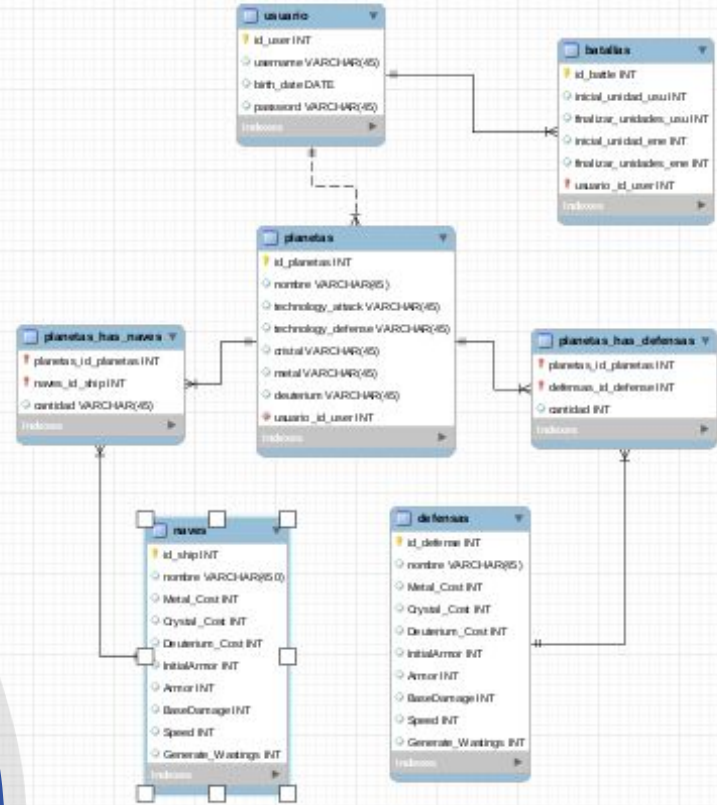 usuario
id_user INT
username VARCHAR(45)
birth_date DATE
password VARCHAR(45)
Indexes
batallas
id_battle INT
inicial_unidad_usu INT
finalizar_unidades_usu INT
inicial_unidad_ene INT
finalizar_unidades_ene INT
usuario_id_user INT
Indexes
planetas
id_planetas INT
nombre VARCHAR(45)
technology_attack VARCHAR(45)
technology_defense VARCHAR(45)
cristal VARCHAR(45)
metal VARCHAR(45)
deuterium VARCHAR(45)
usuario_id_user INT
Indexes
planetas_has_naves
planetas_id_planetas INT
naves_id_ship INT
cantidad VARCHAR(45)
Indexes
planetas_has_defensas
planetas_id_planetas INT
defensas_id_defense INT
cantidad INT
Indexes
naves
id_ship INT
nombre VARCHAR(450)
Metal_Cost INT
Crystal_Cost INT
Deuterium_Cost INT
InitialArmor INT
Armor INT
BaseDamage INT
Speed INT
Generate_Wastings INT
Indexes
defensas
id_defense INT
nombre VARCHAR(45)
Metal_Cost INT
Crystal_Cost INT
Deuterium_Cost INT
InitialArmor INT
Armor INT
BaseDamage INT
Speed INT
Generate_Wastings INT
Indexes